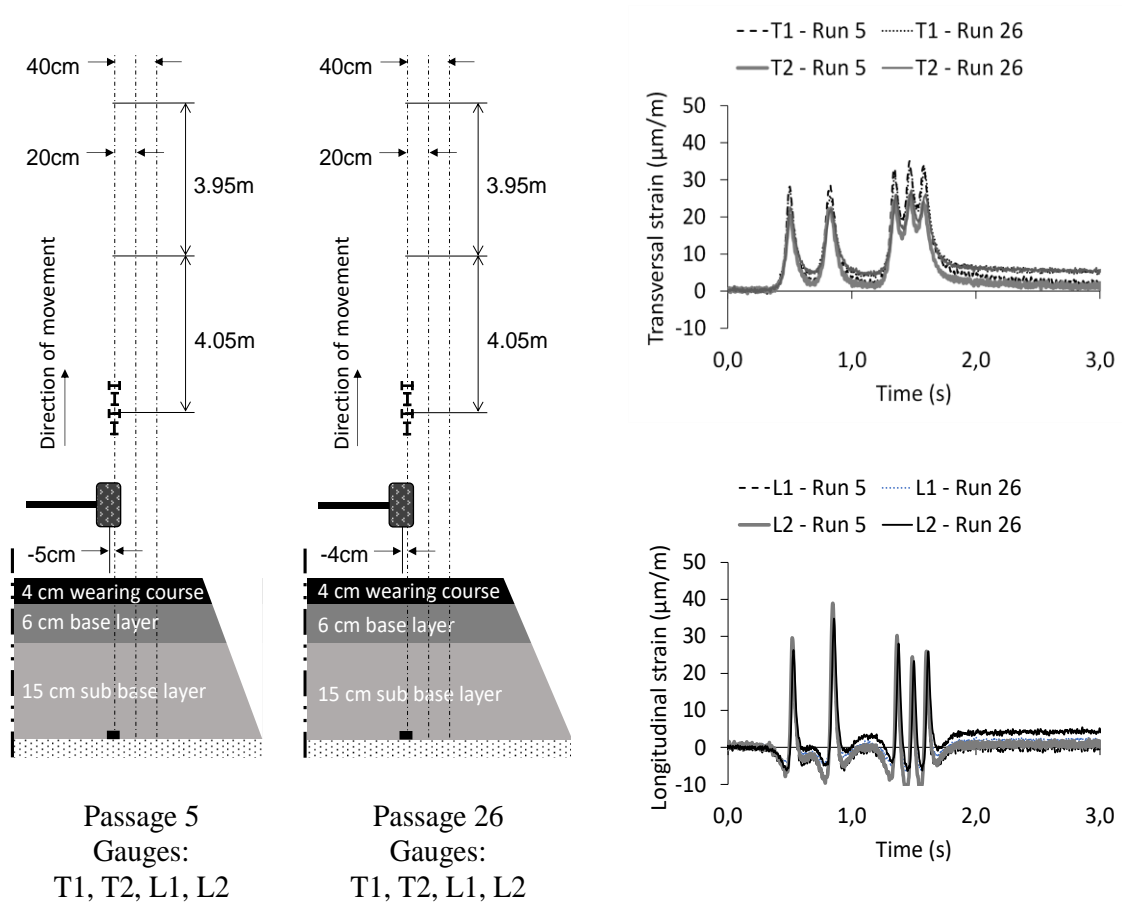 40cm
20cm
3.95m
4.05m
Direction of movement
-5cm
4 cm wearing course
6 cm base layer
15 cm sub base layer
Passage 5
Gauges:
T1, T2, L1, L2
40cm
20cm
3.95m
4.05m
Direction of movement
-4cm
4 cm wearing course
6 cm base layer
15 cm sub base layer
Passage 26
Gauges:
T1, T2, L1, L2
T1 - Run 5 T1 - Run 26
T2 - Run 5 T2 - Run 26
Transversal strain (µm/m)
50
40
30
20
10
0
-10
0,0 1,0 2,0 3,0
Time (s)
L1 - Run 5 L1 - Run 26
L2 - Run 5 L2 - Run 26
Longitudinal strain (µm/m)
50
40
30
20
10
0
-10
0,0 1,0 2,0 3,0
Time (s)